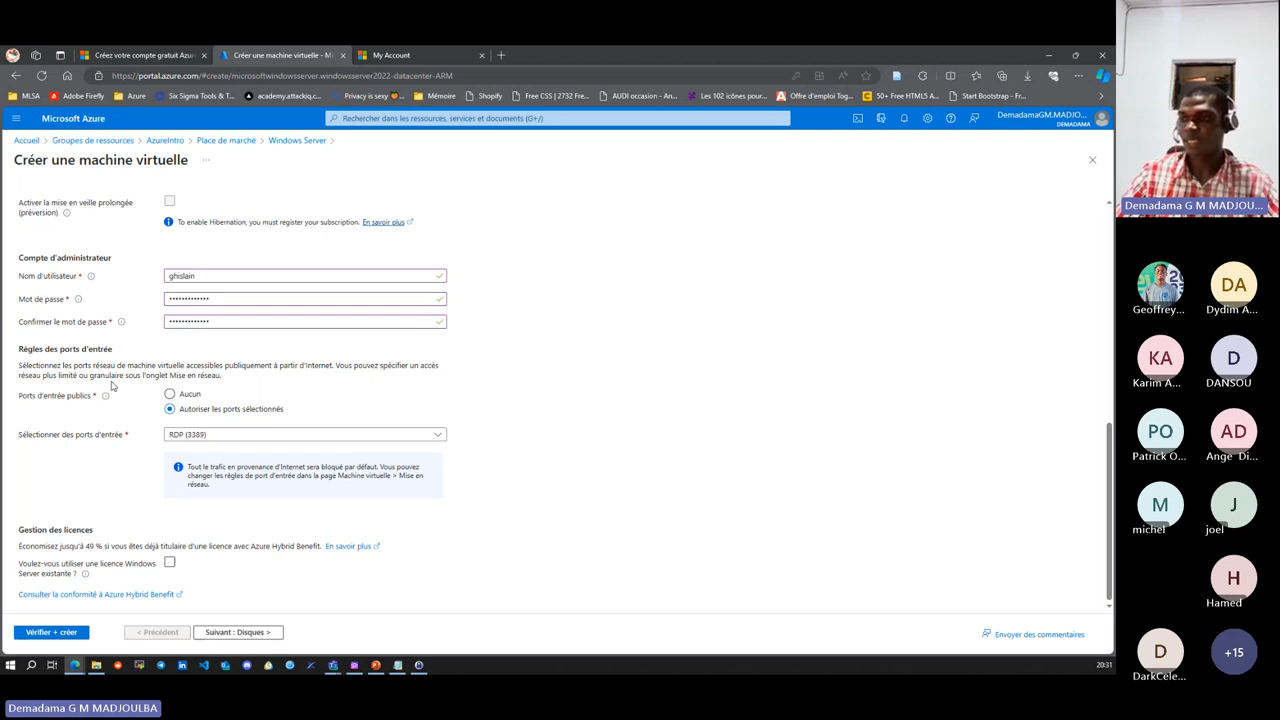 Créez votre compte gratuit Azur
Créer une machine virtuelle - Mi
My Account
https://portal.azure.com/#create/microsoftwindowsserver.windowsserver2022-datacenter-ARM
MLSA
Adobe Firefly
Azure
Six Sigma Tools & T...
academy.attackiq.c...
Privacy is sexy
Mémoire
Shopify
Free CSS | 2732 Free...
AUDI occasion - An...
Les 102 icônes pour...
Offre d'emploi Tog...
50+ Free HTML5 A...
Start Bootstrap - Fr...
Microsoft Azure
Rechercher dans les ressources, services et documents (G+/)
DemadamaGM.MADJO...
DEMADAMA
Accueil > Groupes de ressources > AzureIntro > Place de marché > Windows Server >
Créer une machine virtuelle ...
Activer la mise en veille prolongée
(préversion)
To enable Hibernation, you must register your subscription. En savoir plus
Compte d'administrateur
Nom d'utilisateur *
ghislain
Mot de passe *
•••••••••••••
Confirmer le mot de passe *
•••••••••••••
Règles des ports d'entrée
Sélectionnez les ports réseau de machine virtuelle accessibles publiquement à partir d'Internet. Vous pouvez spécifier un accès
réseau plus limité ou granulaire sous l'onglet Mise en réseau.
Ports d'entrée publics *
Aucun
Autoriser les ports sélectionnés
Sélectionner des ports d'entrée *
RDP (3389)
Tout le trafic en provenance d'Internet sera bloqué par défaut. Vous pouvez
changer les règles de port d'entrée dans la page Machine virtuelle > Mise en
réseau.
Gestion des licences
Économisez jusqu'à 49 % si vous êtes déjà titulaire d'une licence avec Azure Hybrid Benefit. En savoir plus
Voulez-vous utiliser une licence Windows
Server existante ?
Consulter la conformité à Azure Hybrid Benefit
Vérifier + créer
< Précédent
Suivant : Disques >
Envoyer des commentaires
20:31
Demadama G M MADJOULBA
Demadama G M MADJOU...
Geoffrey...
DA
Dydim A...
KA
Karim A...
D
DANSOU
PO
Patrick O...
AD
Ange Di...
M
michel
J
joel
H
Hamed
D
DarkCele...
+15